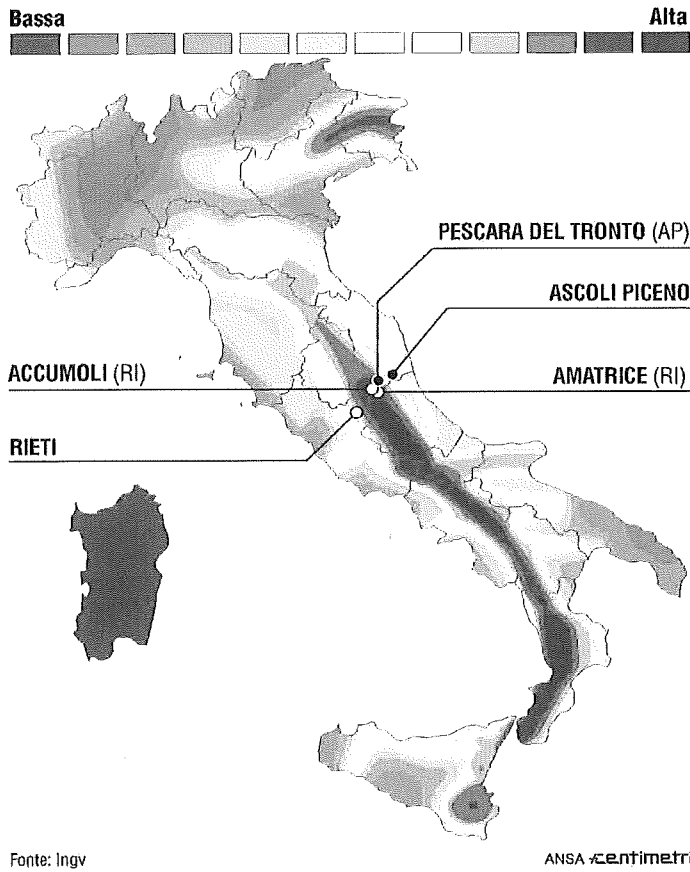 Bassa Alta
PESCARA DEL TRONTO (AP)
ASCOLI PICENO
ACCUMOLI (RI)
AMATRICE (RI)
RIETI
Fonte: Ingv
ANSA centimetri